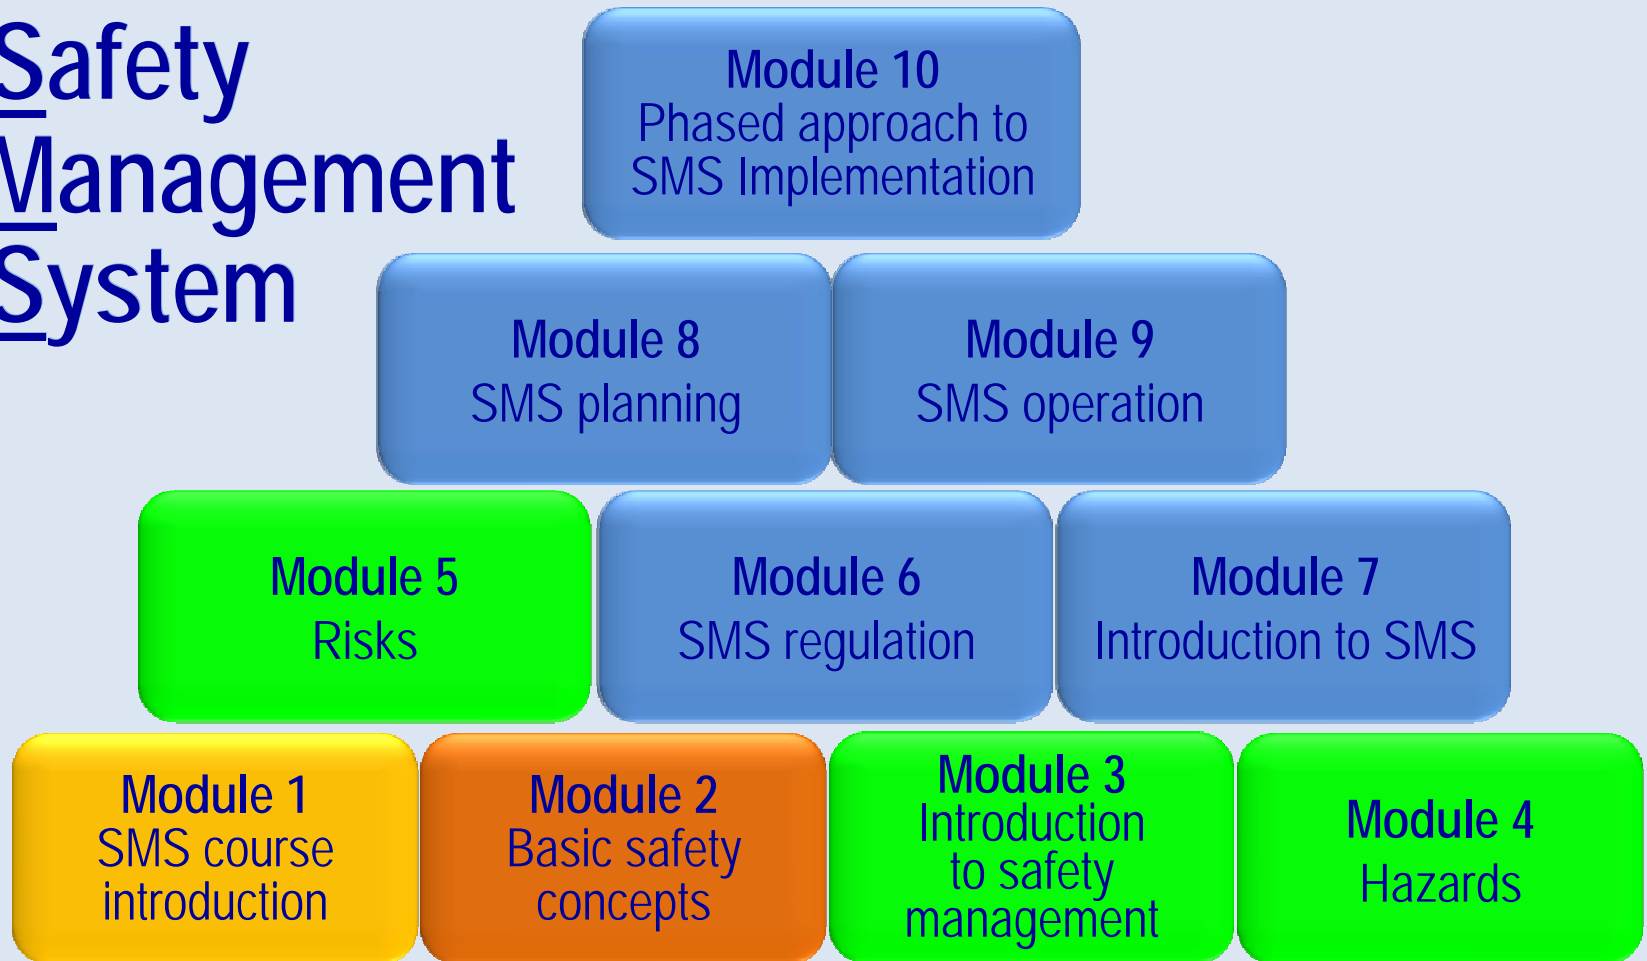 Safety
Management
System
Module 10
Phased approach to
SMS Implementation
Module 8
SMS planning
Module 9
SMS operation
Module 5
Risks
Module 6
SMS regulation
Module 7
Introduction to SMS
Module 1
SMS course
introduction
Module 2
Basic safety
concepts
Module 3
Introduction
to safety
management
Module 4
Hazards